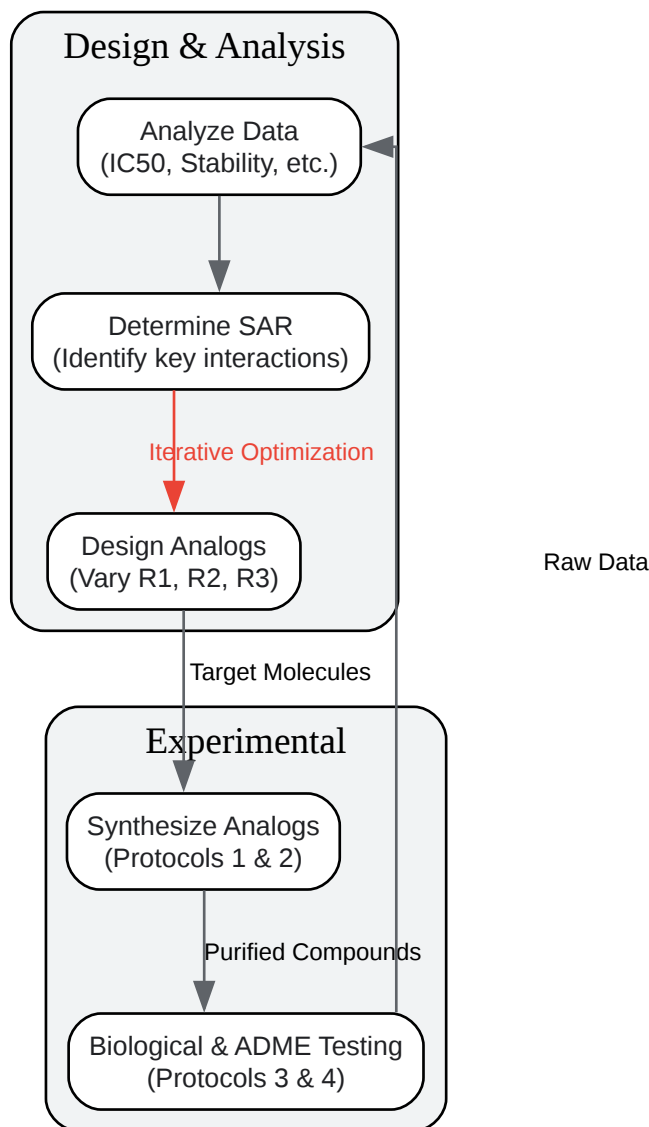 Design & Analysis
Analyze Data
(IC50, Stability, etc.)
Determine SAR
(Identify key interactions)
Iterative Optimization
Design Analogs
(Vary R1, R2, R3)
Raw Data
Target Molecules
Experimental
Synthesize Analogs
(Protocols 1 & 2)
Purified Compounds
Biological & ADME Testing
(Protocols 3 & 4)